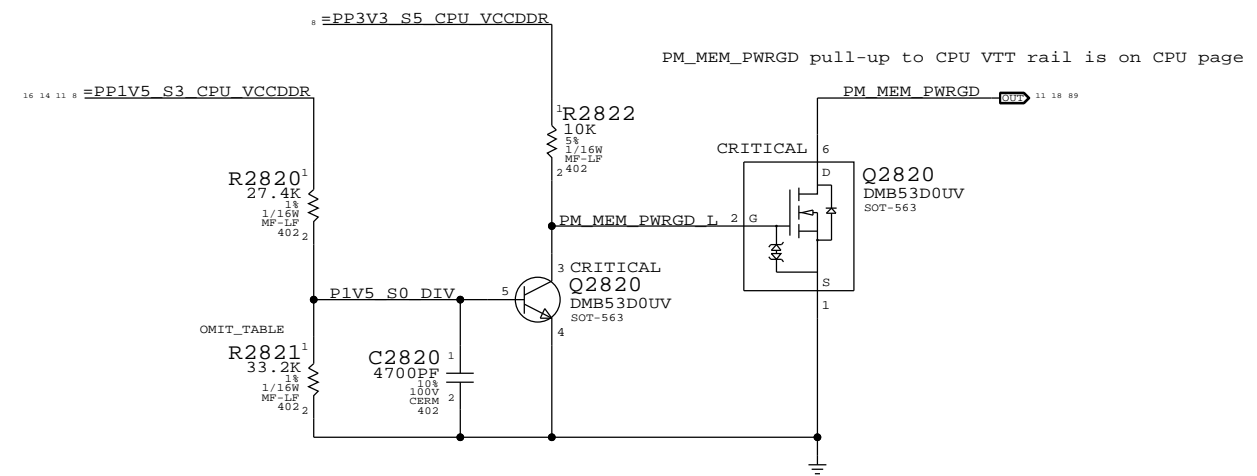 8 =PP3V3_S5_CPU_VCCDDR
PM_MEM_PWRGD pull-up to CPU VTT rail is on CPU page
16 14 11 8 =PP1V5_S3_CPU_VCCDDR
PM_MEM_PWRGD OUT 11 18 89
1 R2822
10K
5%
1/16W
MF-LF
2 402
CRITICAL 6
D
Q2820
DMB53D0UV
SOT-563
R2820 1
27.4K
1%
1/16W
MF-LF
402 2
PM_MEM_PWRGD_L 2 G
S
1
3 CRITICAL
Q2820
DMB53D0UV
SOT-563
4
P1V5_S0_DIV 5
OMIT_TABLE
R2821 1
33.2K
1%
1/16W
MF-LF
402 2
C2820 1
4700PF
10%
100V
CERM 2
402